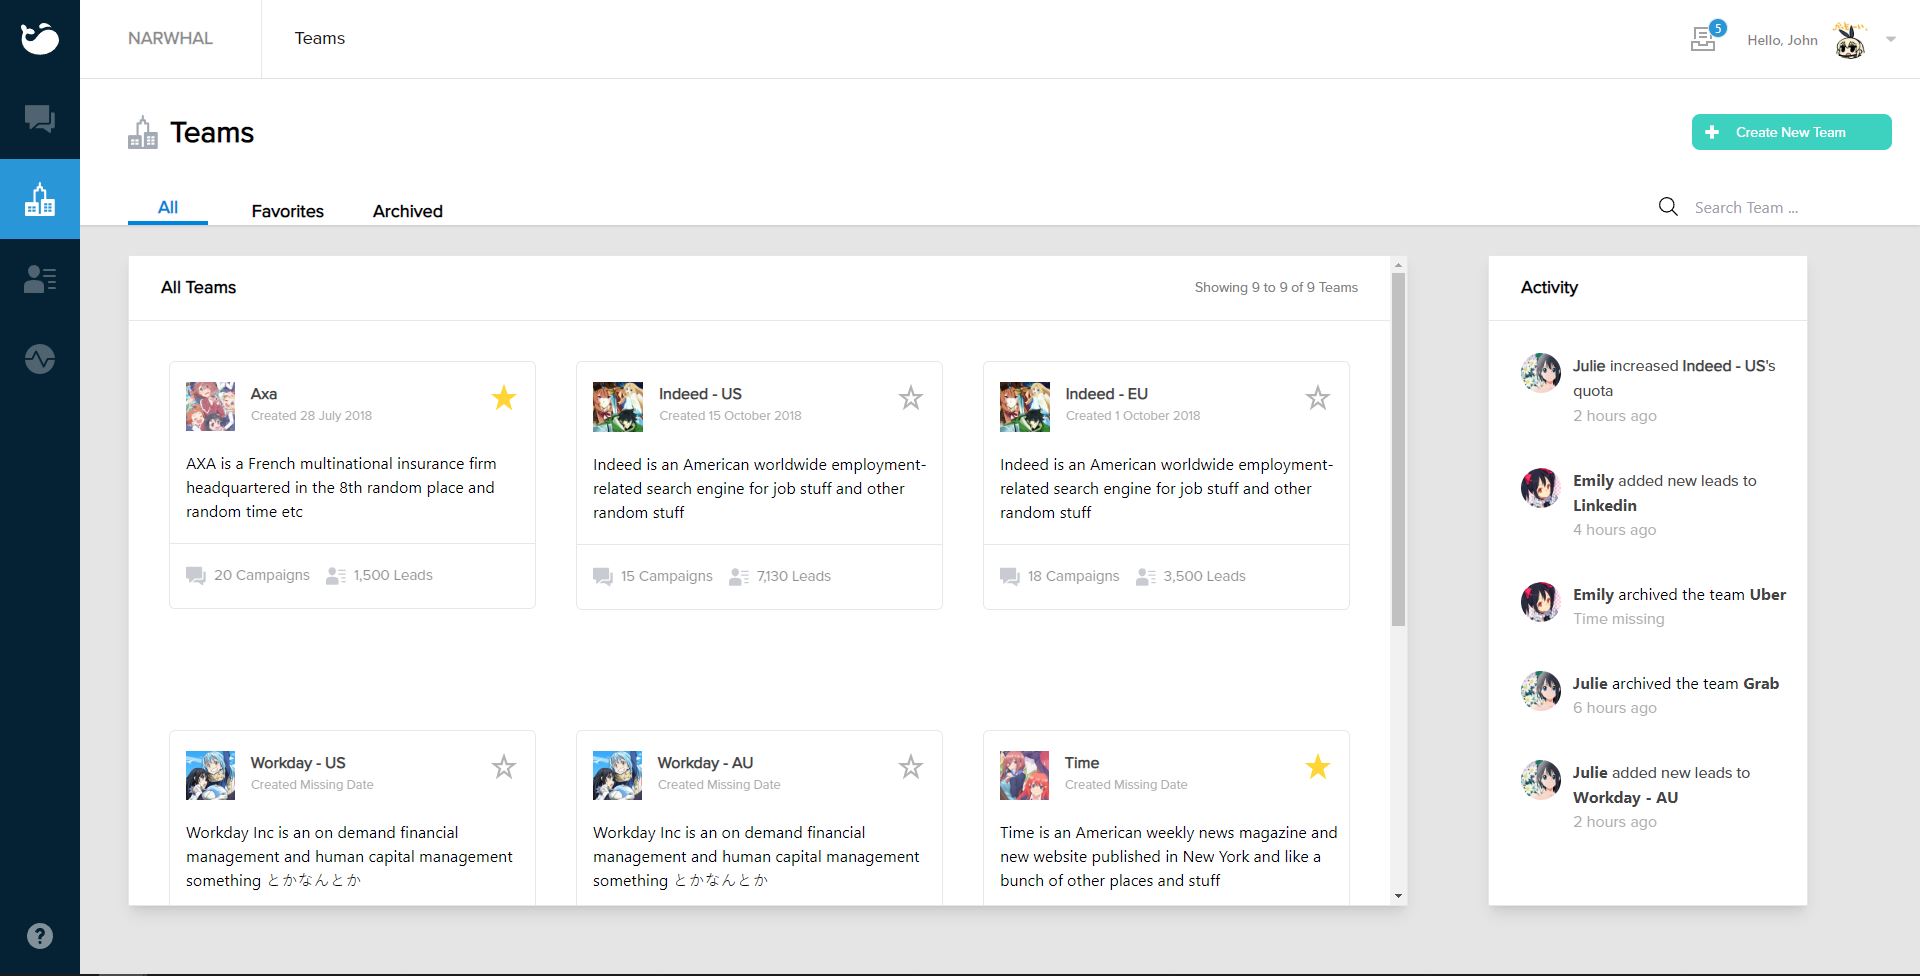 NARWHAL
Teams
5
Hello, John
Teams
Create New Team
All
Favorites
Archived
Search Team ...
All Teams
Showing 9 to 9 of 9 Teams
Axa
Created 28 July 2018
AXA is a French multinational insurance firm
headquartered in the 8th random place and
random time etc
20 Campaigns
1,500 Leads
Indeed - US
Created 15 October 2018
Indeed is an American worldwide employment-
related search engine for job stuff and other
random stuff
15 Campaigns
7,130 Leads
Indeed - EU
Created 1 October 2018
Indeed is an American worldwide employment-
related search engine for job stuff and other
random stuff
18 Campaigns
3,500 Leads
Workday - US
Created Missing Date
Workday Inc is an on demand financial
management and human capital management
something とかなんとか
Workday - AU
Created Missing Date
Workday Inc is an on demand financial
management and human capital management
something とかなんとか
Time
Created Missing Date
Time is an American weekly news magazine and
new website published in New York and like a
bunch of other places and stuff
Activity
Julie increased Indeed - US's
quota
2 hours ago
Emily added new leads to
Linkedin
4 hours ago
Emily archived the team Uber
Time missing
Julie archived the team Grab
6 hours ago
Julie added new leads to
Workday - AU
2 hours ago
?